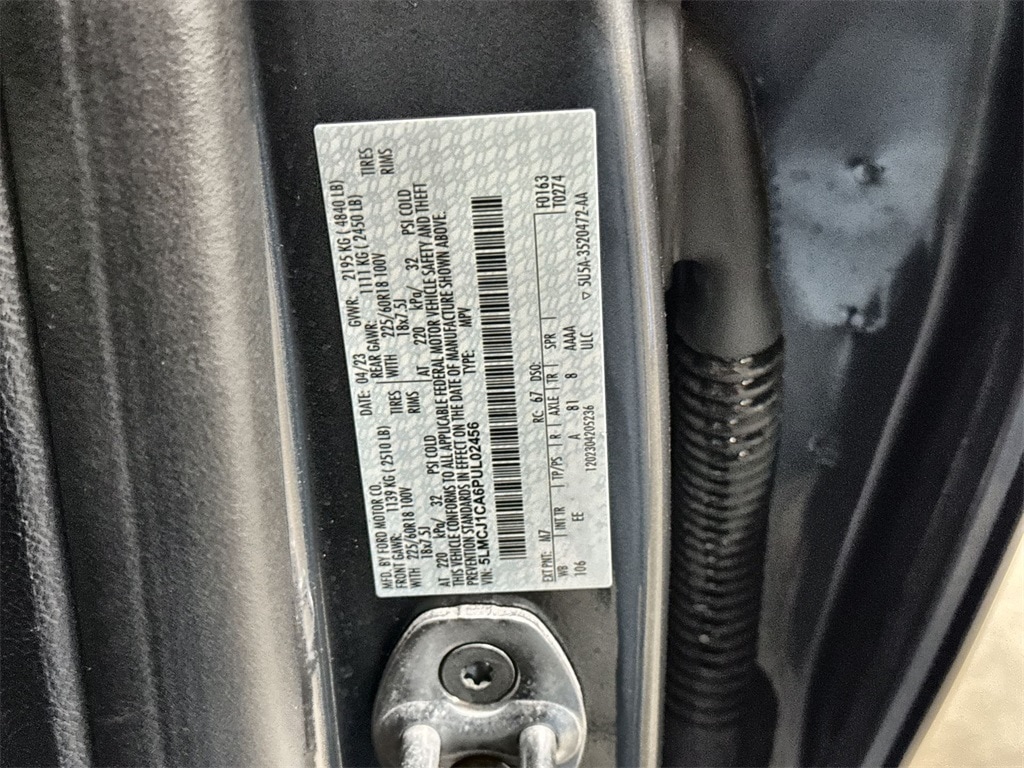 MFD. BY FORD MOTOR CO. DATE: 04/23 GVWR: 2195 KG ( 4840 LB)
FRONT GAWR: 1139 KG ( 2510 LB) REAR GAWR: 1111 KG ( 2450 LB)
WITH 225/60R18 100V TIRES WITH 225/60R18 100V TIRES
18x7.5J RIMS 18x7.5J RIMS
AT 220 kPa/ 32 PSI COLD AT 220 kPa/ 32 PSI COLD
THIS VEHICLE CONFORMS TO ALL APPLICABLE FEDERAL MOTOR VEHICLE SAFETY AND THEFT
PREVENTION STANDARDS IN EFFECT ON THE DATE OF MANUFACTURE SHOWN ABOVE.
VIN: 5LMCJ1CA6PUL02456 TYPE: MPV
F0163
T0274
EXT PNT: M7 RC: 67 DSO:
WB INT TR TP/PS R AXLE TR SPR
106 EE A 81 8 AAAA
1202304205236 ULC ▽ 5U5A-3520472-AA